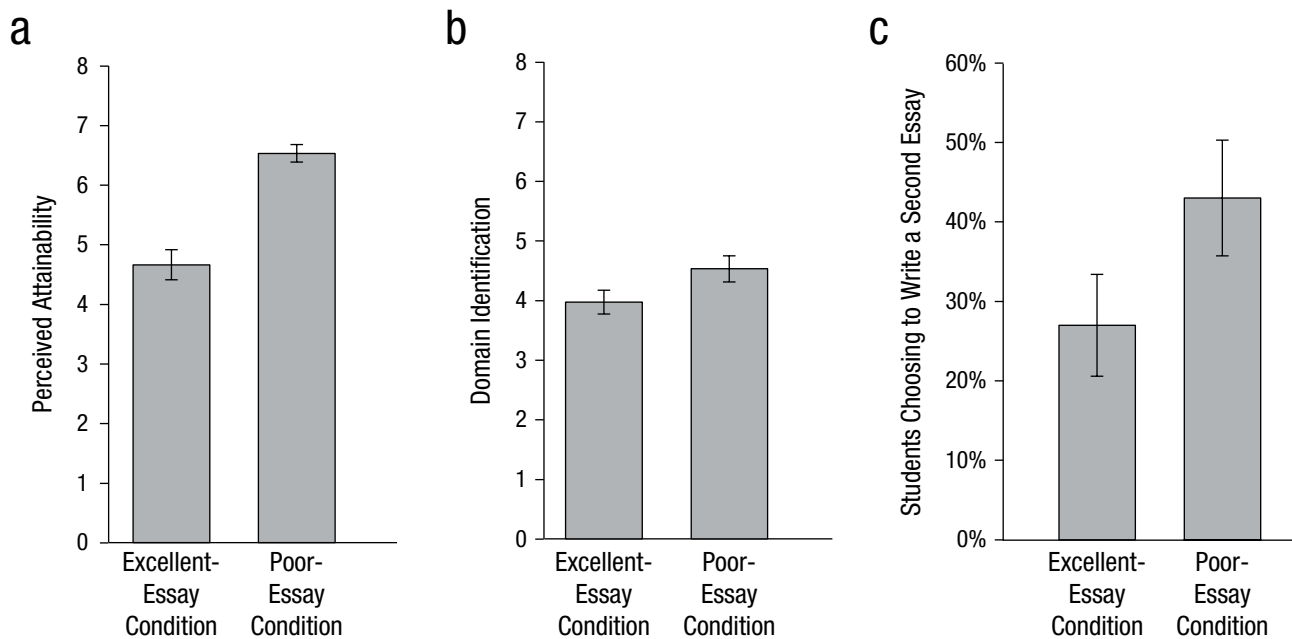 a
8
7
6
5
4
3
2
1
0
Perceived Attainability
Excellent-
Essay
Condition
Poor-
Essay
Condition
b
8
7
6
5
4
3
2
1
0
Domain Identification
Excellent-
Essay
Condition
Poor-
Essay
Condition
c
60%
50%
40%
30%
20%
10%
0%
Students Choosing to Write a Second Essay
Excellent-
Essay
Condition
Poor-
Essay
Condition